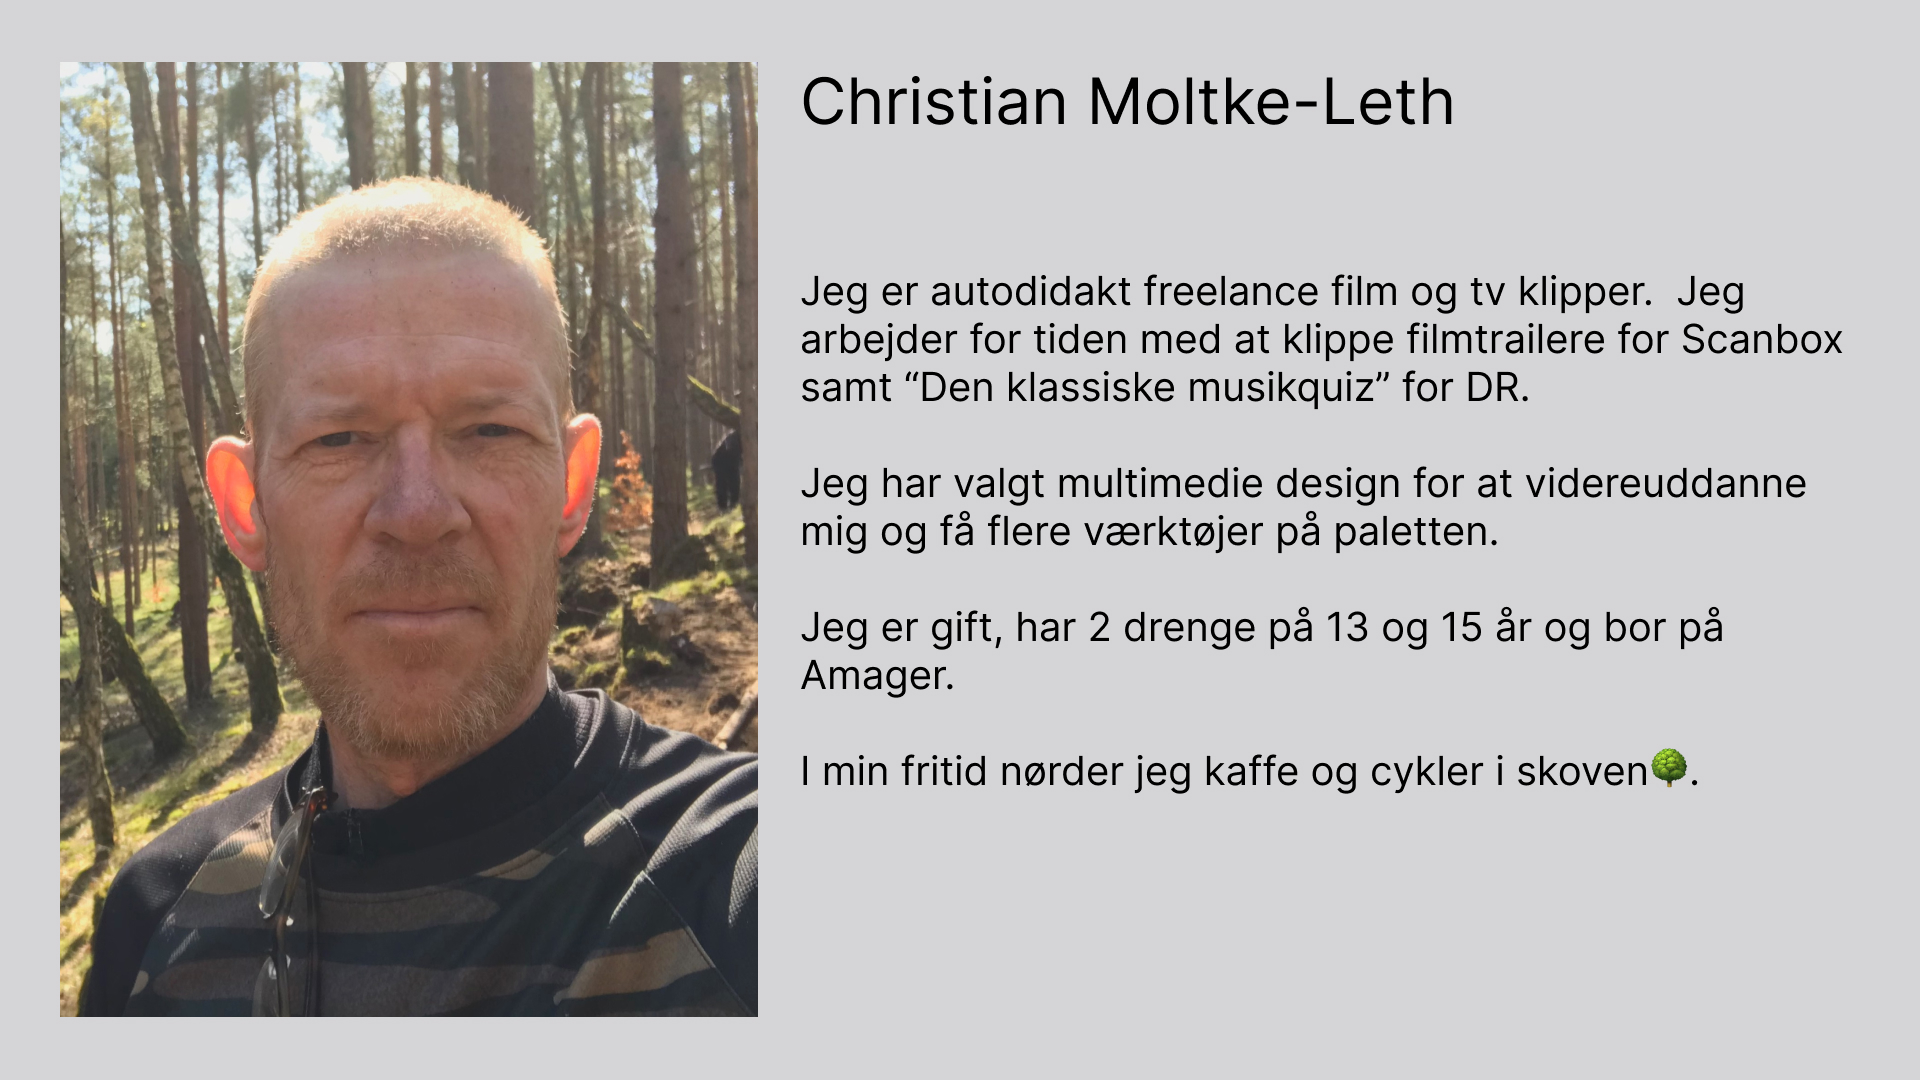 Christian Moltke-Leth
Jeg er autodidakt freelance film og tv klipper.  Jeg
arbejder for tiden med at klippe filmtrailere for Scanbox
samt “Den klassiske musikquiz” for DR.
Jeg har valgt multimedie design for at videreuddanne
mig og få flere værktøjer på paletten.
Jeg er gift, har 2 drenge på 13 og 15 år og bor på
Amager.
I min fritid nørder jeg kaffe og cykler i skoven🌳.